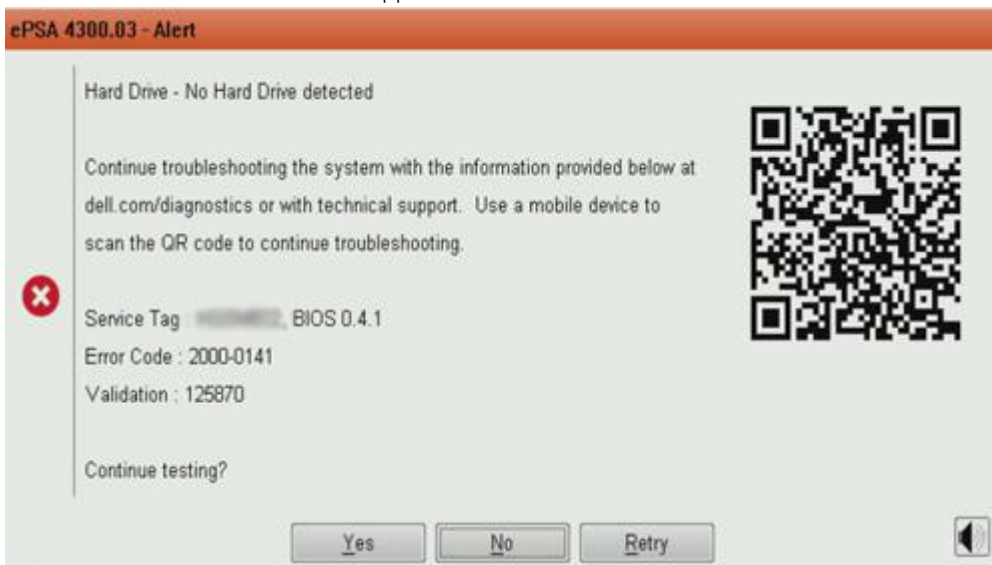 ePSA 4300.03 - Alert
Hard Drive - No Hard Drive detected
Continue troubleshooting the system with the information provided below at
dell.com/diagnostics or with technical support. Use a mobile device to
scan the QR code to continue troubleshooting.
Service Tag : , BIOS 0.4.1
Error Code : 2000-0141
Validation : 125870
Continue testing?
Yes No Retry